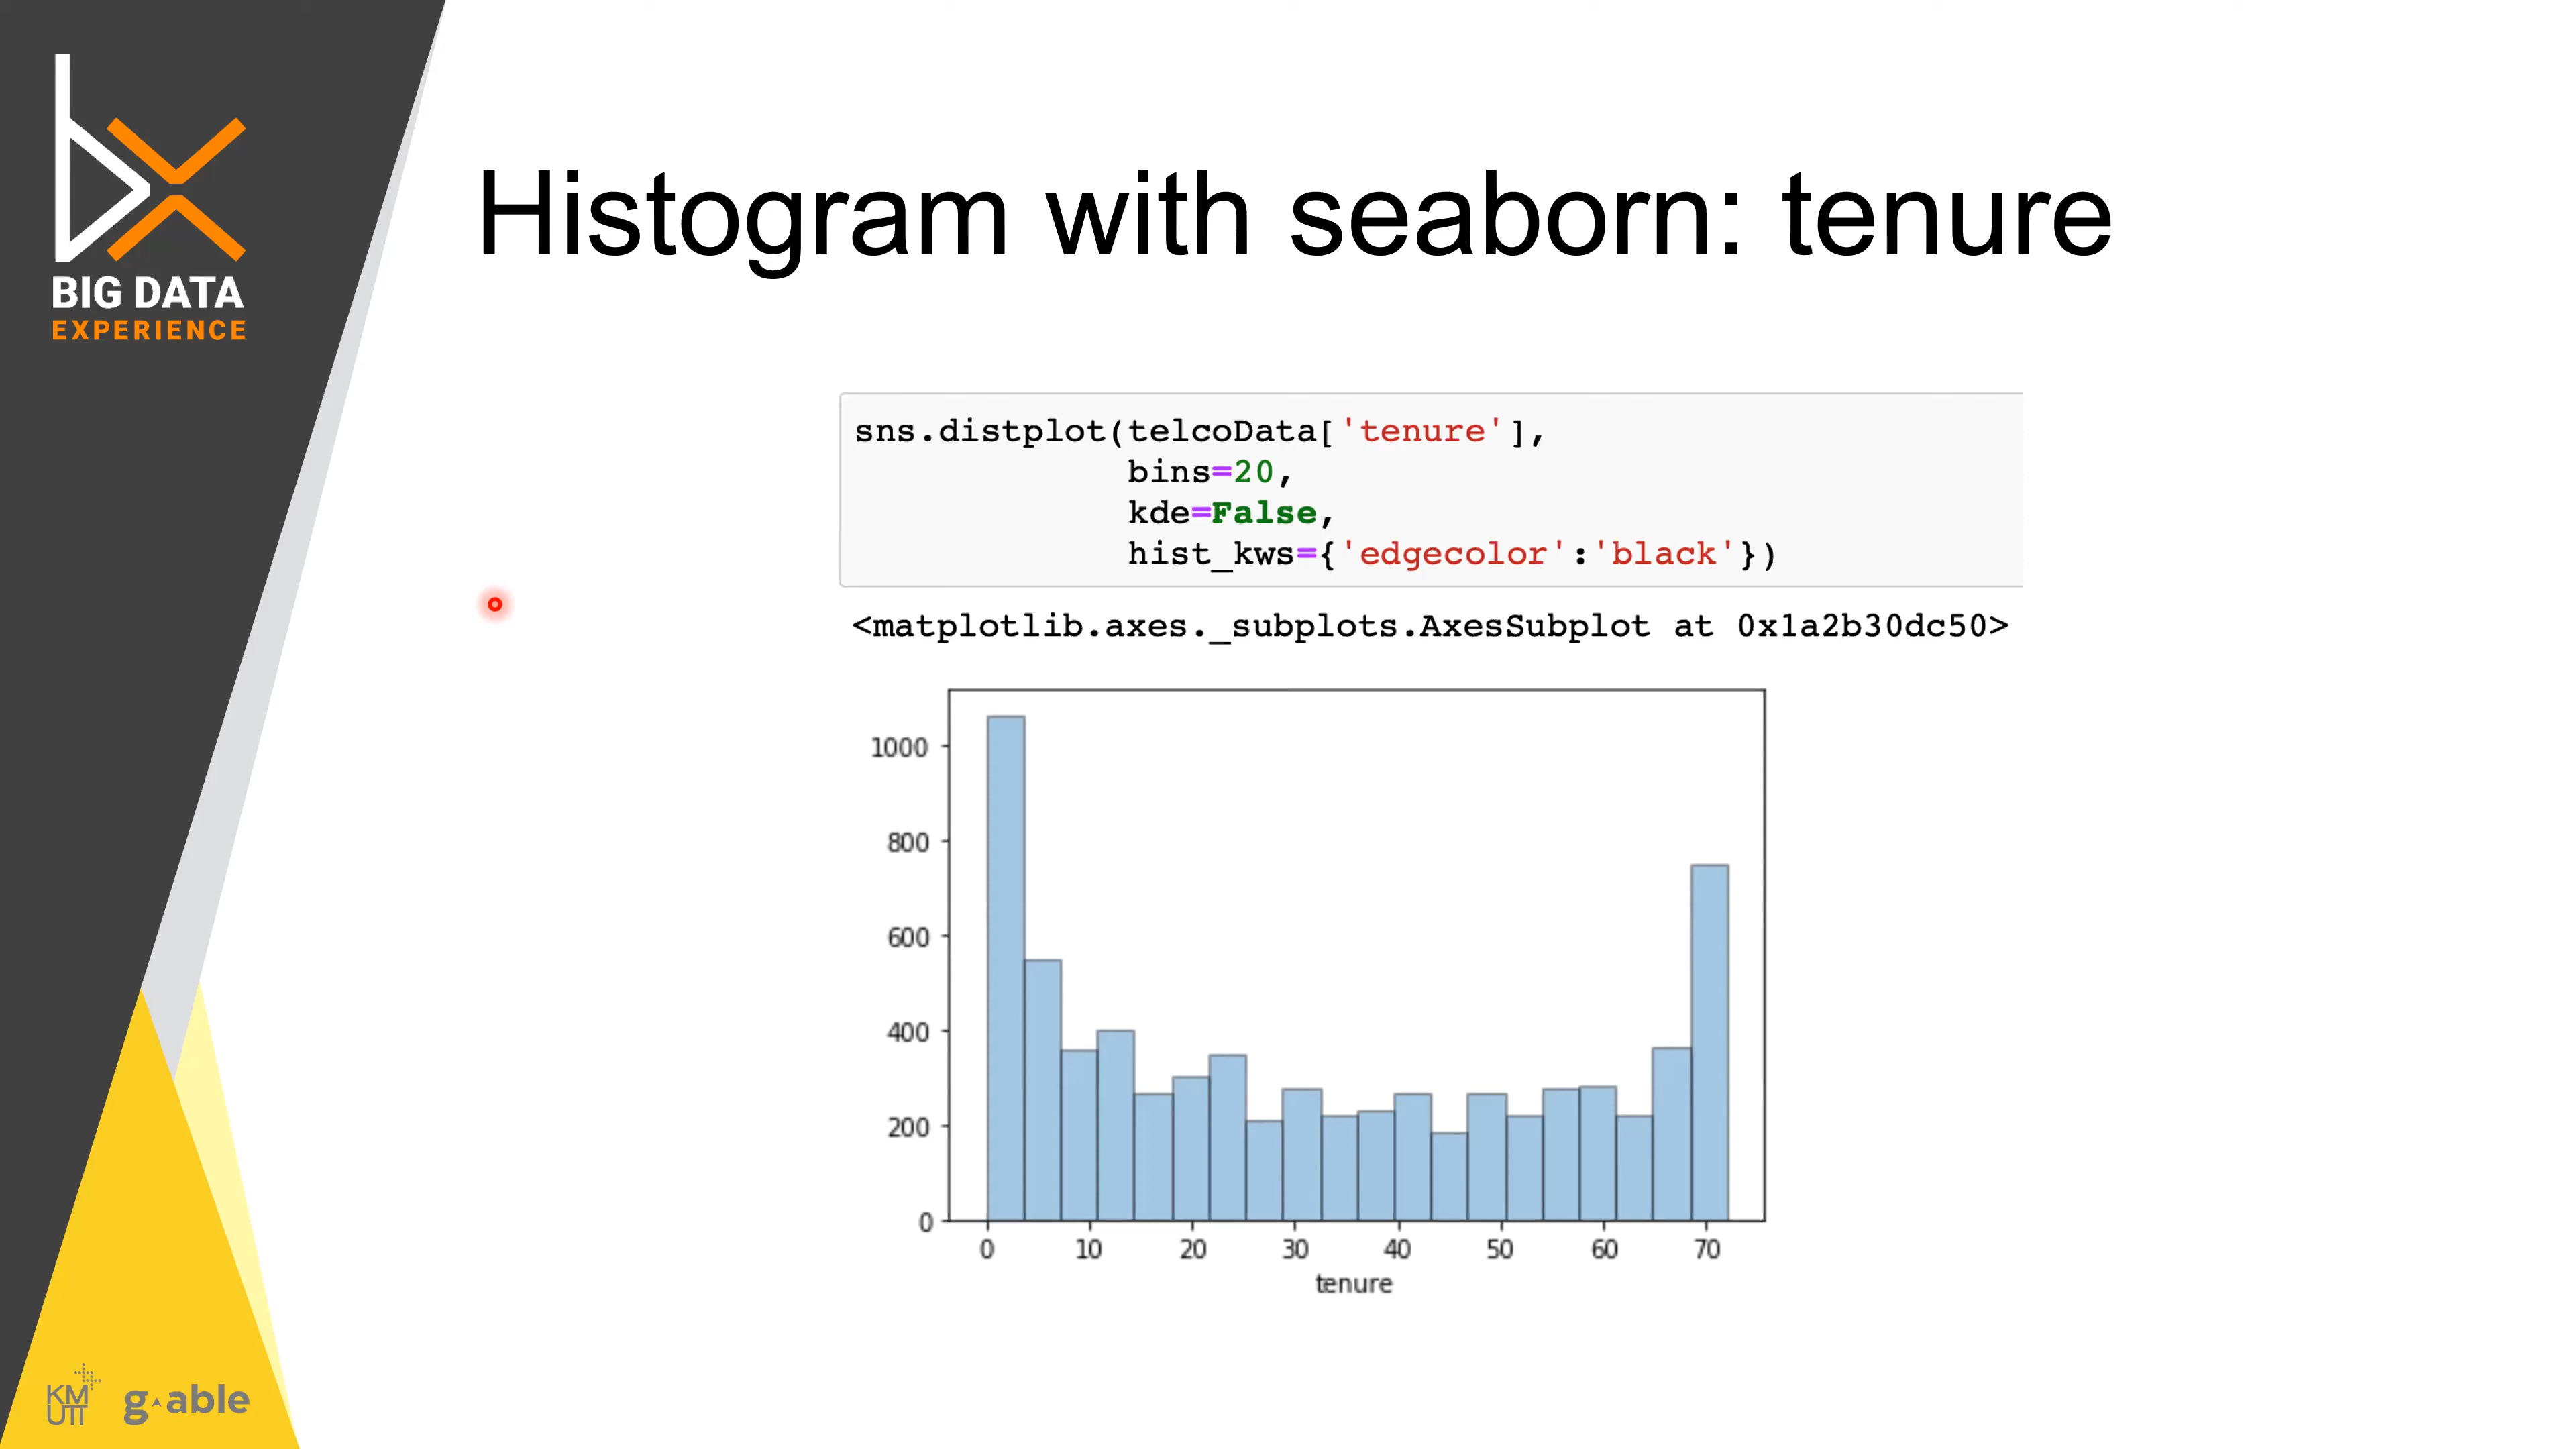 BIG DATA
EXPERIENCE
Histogram with seaborn: tenure
sns.distplot(telcoData['tenure'],
bins=20,
kde=False,
hist_kws={'edgecolor':'black'})
<matplotlib.axes._subplots.AxesSubplot at 0x1a2b30dc50>
1000
800
600
400
200
0
0 10 20 30 40 50 60 70
tenure
KM
UTT
g-able